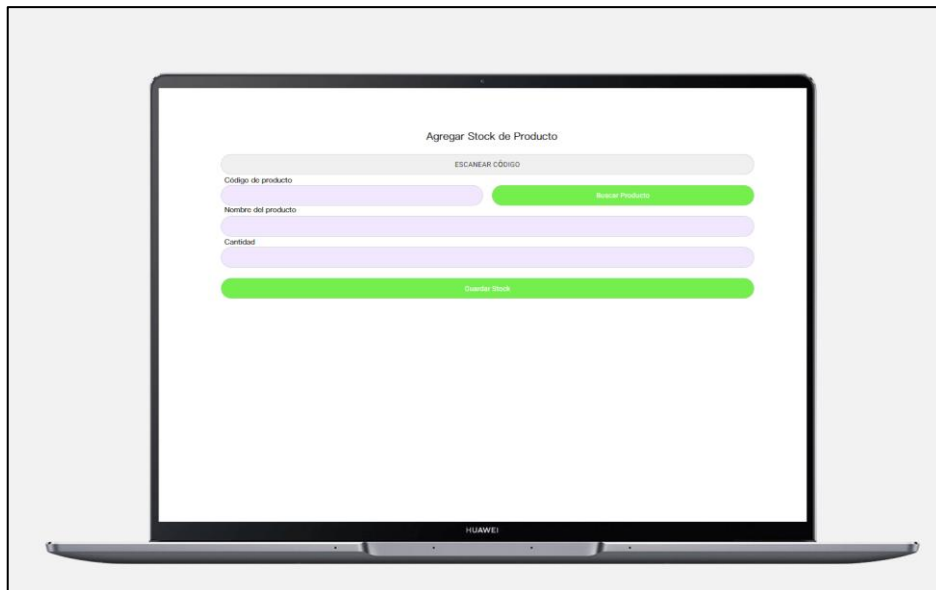 Agregar Stock de Producto
ESCANEAR CÓDIGO
Código de producto
Buscar Producto
Nombre del producto
Cantidad
Guardar Stock
HUAWEI